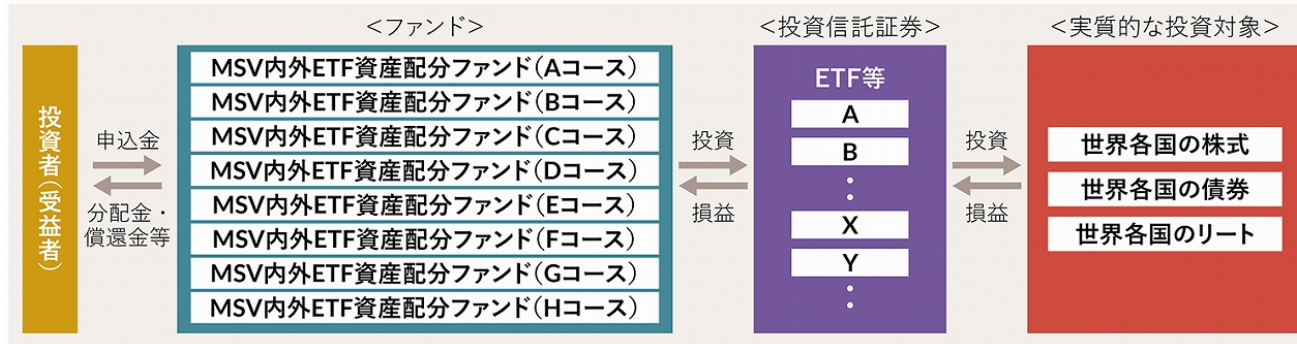 ＜ファンド＞
＜投資信託証券＞
＜実質的な投資対象＞
投資者(受益者)
申込金
分配金・
償還金等
MSV内外ETF資産配分ファンド(Aコース)
MSV内外ETF資産配分ファンド(Bコース)
MSV内外ETF資産配分ファンド(Cコース)
MSV内外ETF資産配分ファンド(Dコース)
MSV内外ETF資産配分ファンド(Eコース)
MSV内外ETF資産配分ファンド(Fコース)
MSV内外ETF資産配分ファンド(Gコース)
MSV内外ETF資産配分ファンド(Hコース)
投資
損益
ETF等
A
B
X
Y
投資
損益
世界各国の株式
世界各国の債券
世界各国のリート